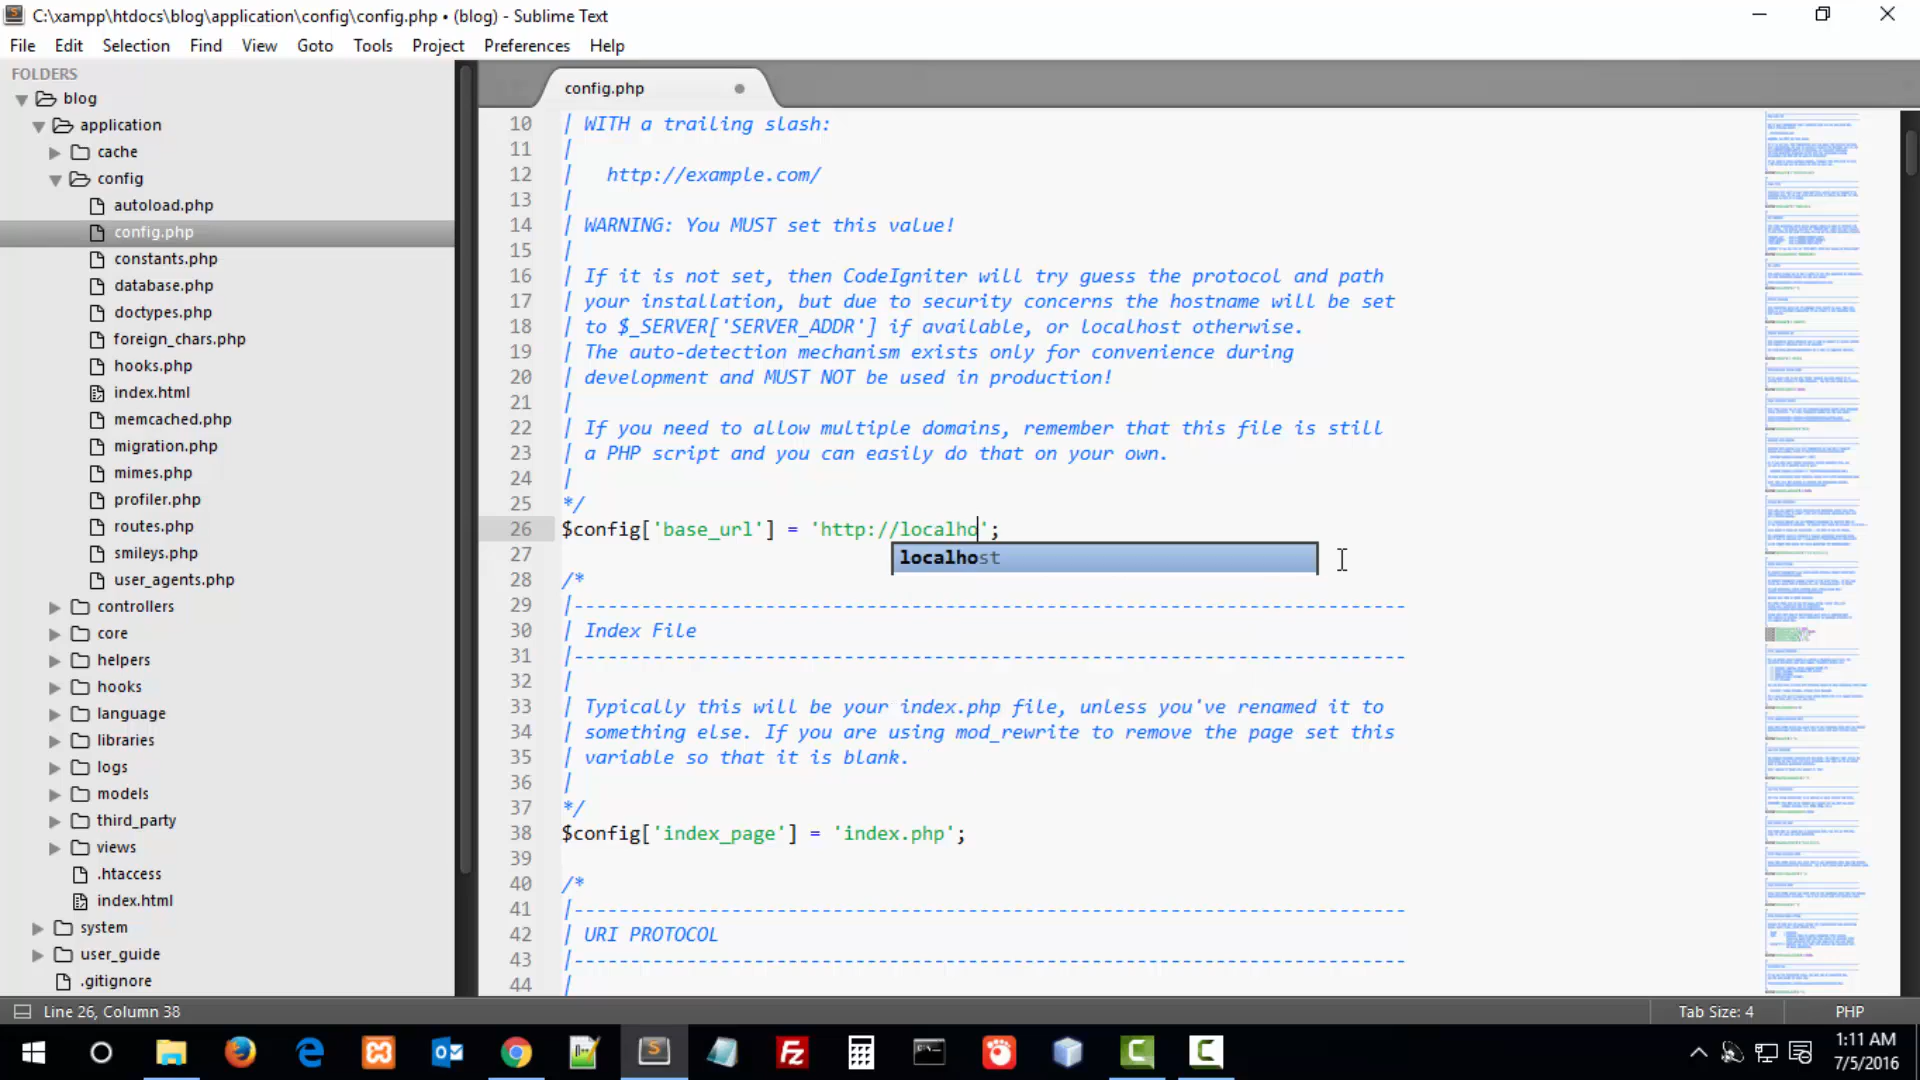 C:\xampp\htdocs\blog\application\config\config.php • (blog) - Sublime Text
File Edit Selection Find View Goto Tools Project Preferences Help
FOLDERS
blog
application
cache
config
autoload.php
config.php
constants.php
database.php
doctypes.php
foreign_chars.php
hooks.php
index.html
memcached.php
migration.php
mimes.php
profiler.php
routes.php
smileys.php
user_agents.php
controllers
core
helpers
hooks
language
libraries
logs
models
third_party
views
.htaccess
index.html
system
user_guide
.gitignore
config.php
10 | WITH a trailing slash:
11 |
12 | http://example.com/
13 |
14 | WARNING: You MUST set this value!
15 |
16 | If it is not set, then CodeIgniter will try guess the protocol and path
17 | your installation, but due to security concerns the hostname will be set
18 | to $_SERVER['SERVER_ADDR'] if available, or localhost otherwise.
19 | The auto-detection mechanism exists only for convenience during
20 | development and MUST NOT be used in production!
21 |
22 | If you need to allow multiple domains, remember that this file is still
23 | a PHP script and you can easily do that on your own.
24 |
25 */
26 $config['base_url'] = 'http://localho';
localhost
27
28 /*
29 |--------------------------------------------------------------------------
30 | Index File
31 |--------------------------------------------------------------------------
32 |
33 | Typically this will be your index.php file, unless you've renamed it to
34 | something else. If you are using mod_rewrite to remove the page set this
35 | variable so that it is blank.
36 |
37 */
38 $config['index_page'] = 'index.php';
39
40 /*
41 |--------------------------------------------------------------------------
42 | URI PROTOCOL
43 |--------------------------------------------------------------------------
44 |
Line 26, Column 38
Tab Size: 4
PHP
1:11 AM
7/5/2016